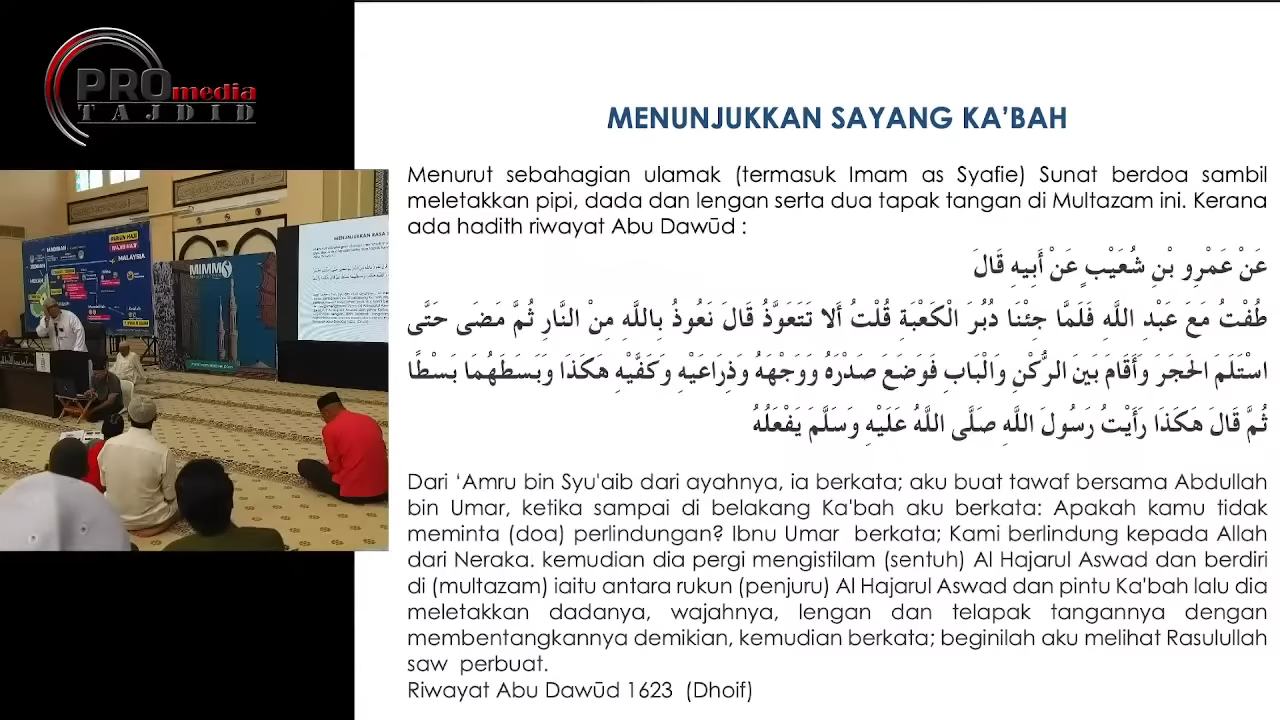 PROmedia
TAJDID
MENUNJUKKAN SAYANG KA’BAH
Menurut sebahagian ulamak (termasuk Imam as Syafie) Sunat berdoa sambil
meletakkan pipi, dada dan lengan serta dua tapak tangan di Multazam ini. Kerana
ada hadith riwayat Abu Dawūd :
عَنْ عَمْرِو بْنِ شُعَيْبٍ عَنْ أَبِيهِ قَالَ
طُفْتُ مَعَ عَبْدِ اللَّهِ فَلَمَّا جِئنَا دُبُرَ الْكَعْبَةِ قُلْتُ أَلا تَتَعَوَّذُ قَالَ نَعُوذُ بِاللَّهِ مِنْ النَّارِ ثُمَّ مَضَى حَتَّى
اسْتَلَمَ الْحَجَرَ وَأَقَامَ بَيْنَ الرُّكْنِ وَالْبَابِ فَوَضَعَ صَدْرَهُ وَوَجْهَهُ وَذِرَاعَيْهِ وَكَفَّيْهِ هَكَذَا وَبَسَطَهُمَا بَسْطًا
ثُمَّ قَالَ هَكَذَا رَأَيْتُ رَسُولَ اللَّهِ صَلَّى اللَّهُ عَلَيْهِ وَسَلَّمَ يَفْعَلُهُ
Dari ‘Amru bin Syu'aib dari ayahnya, ia berkata; aku buat tawaf bersama Abdullah
bin Umar, ketika sampai di belakang Ka'bah aku berkata: Apakah kamu tidak
meminta (doa) perlindungan? Ibnu Umar berkata; Kami berlindung kepada Allah
dari Neraka. kemudian dia pergi mengistilam (sentuh) Al Hajarul Aswad dan berdiri
di (multazam) iaitu antara rukun (penjuru) Al Hajarul Aswad dan pintu Ka'bah lalu dia
meletakkan dadanya, wajahnya, lengan dan telapak tangannya dengan
membentangkannya demikian, kemudian berkata; beginilah aku melihat Rasulullah
saw perbuat.
Riwayat Abu Dawūd 1623 (Dhoif)
MADINAH
MALAYSIA
MIMM